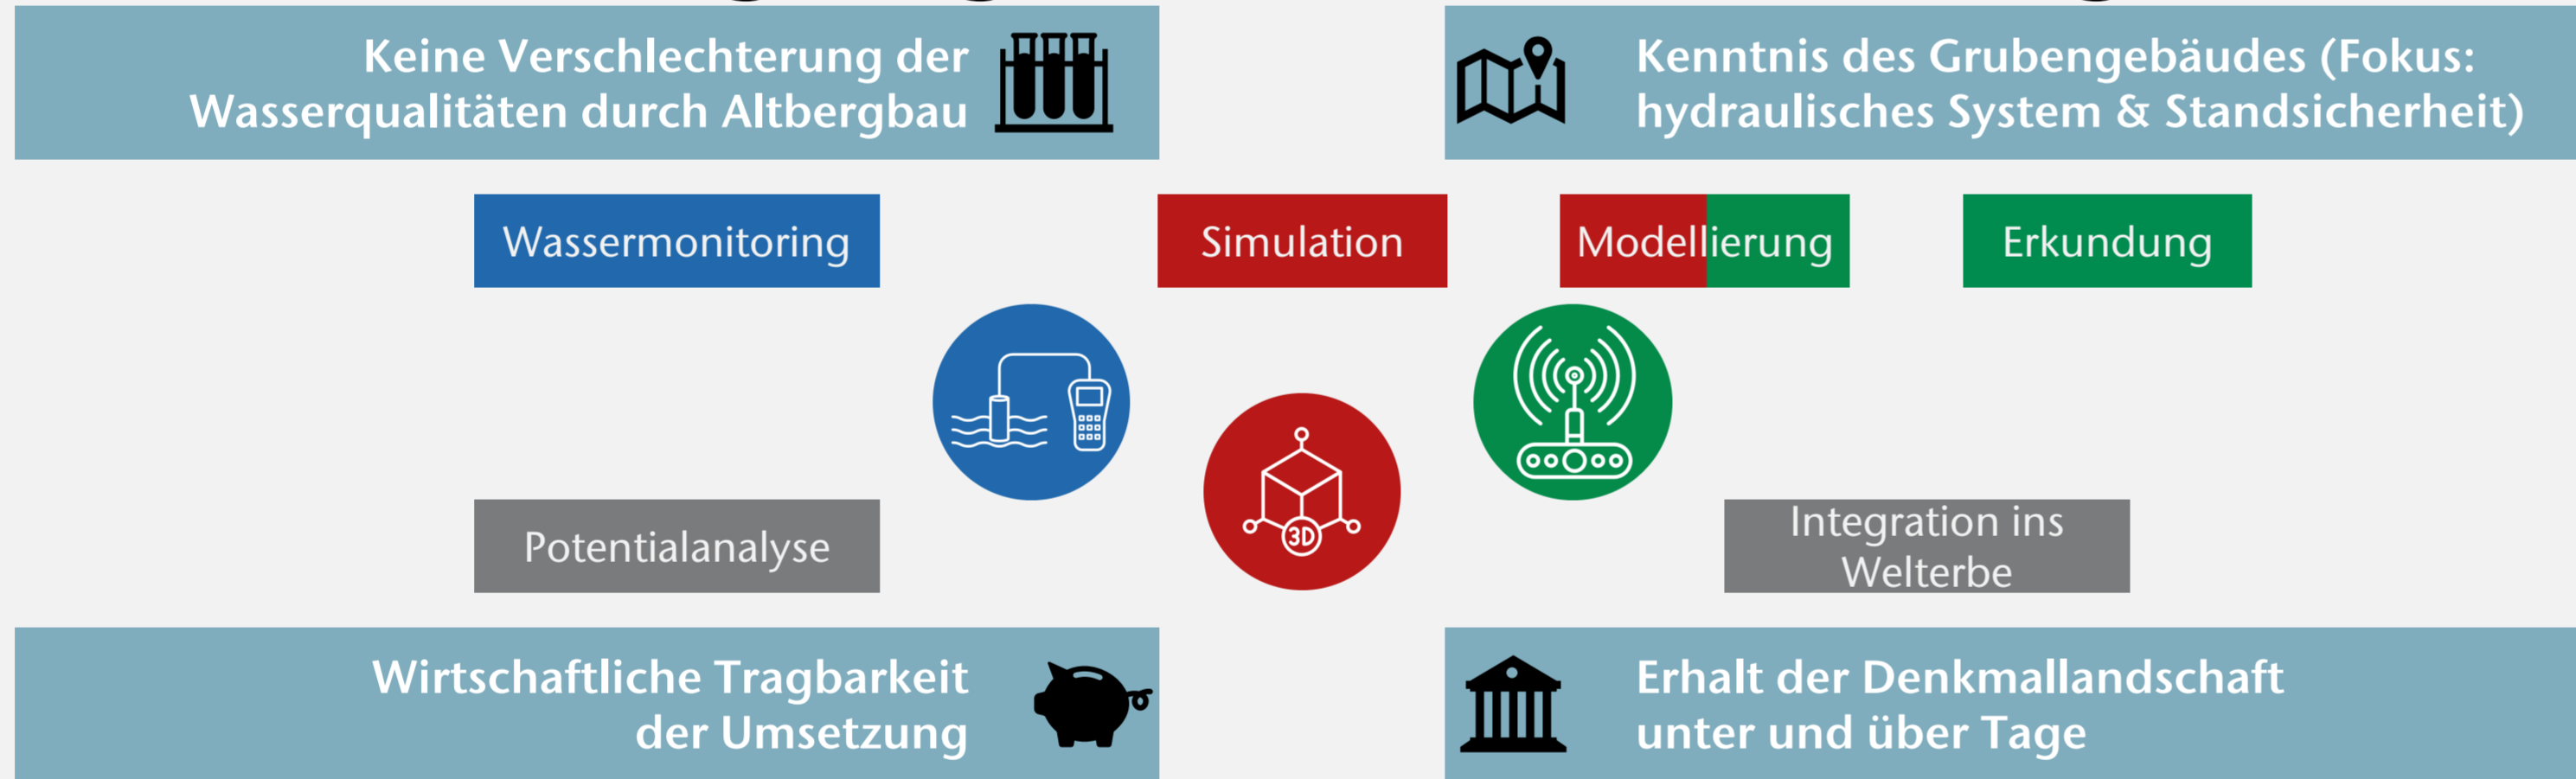 Keine Verschlechterung der
Wasserqualitäten durch Altbergbau
Kenntnis des Grubengebäudes (Fokus:
hydraulisches System & Standsicherheit)
Wassermonitoring
Simulation
Modellierung
Erkundung
3D
Potentialanalyse
Integration ins
Welterbe
Wirtschaftliche Tragbarkeit
der Umsetzung
Erhalt der Denkmallandschaft
unter und über Tage